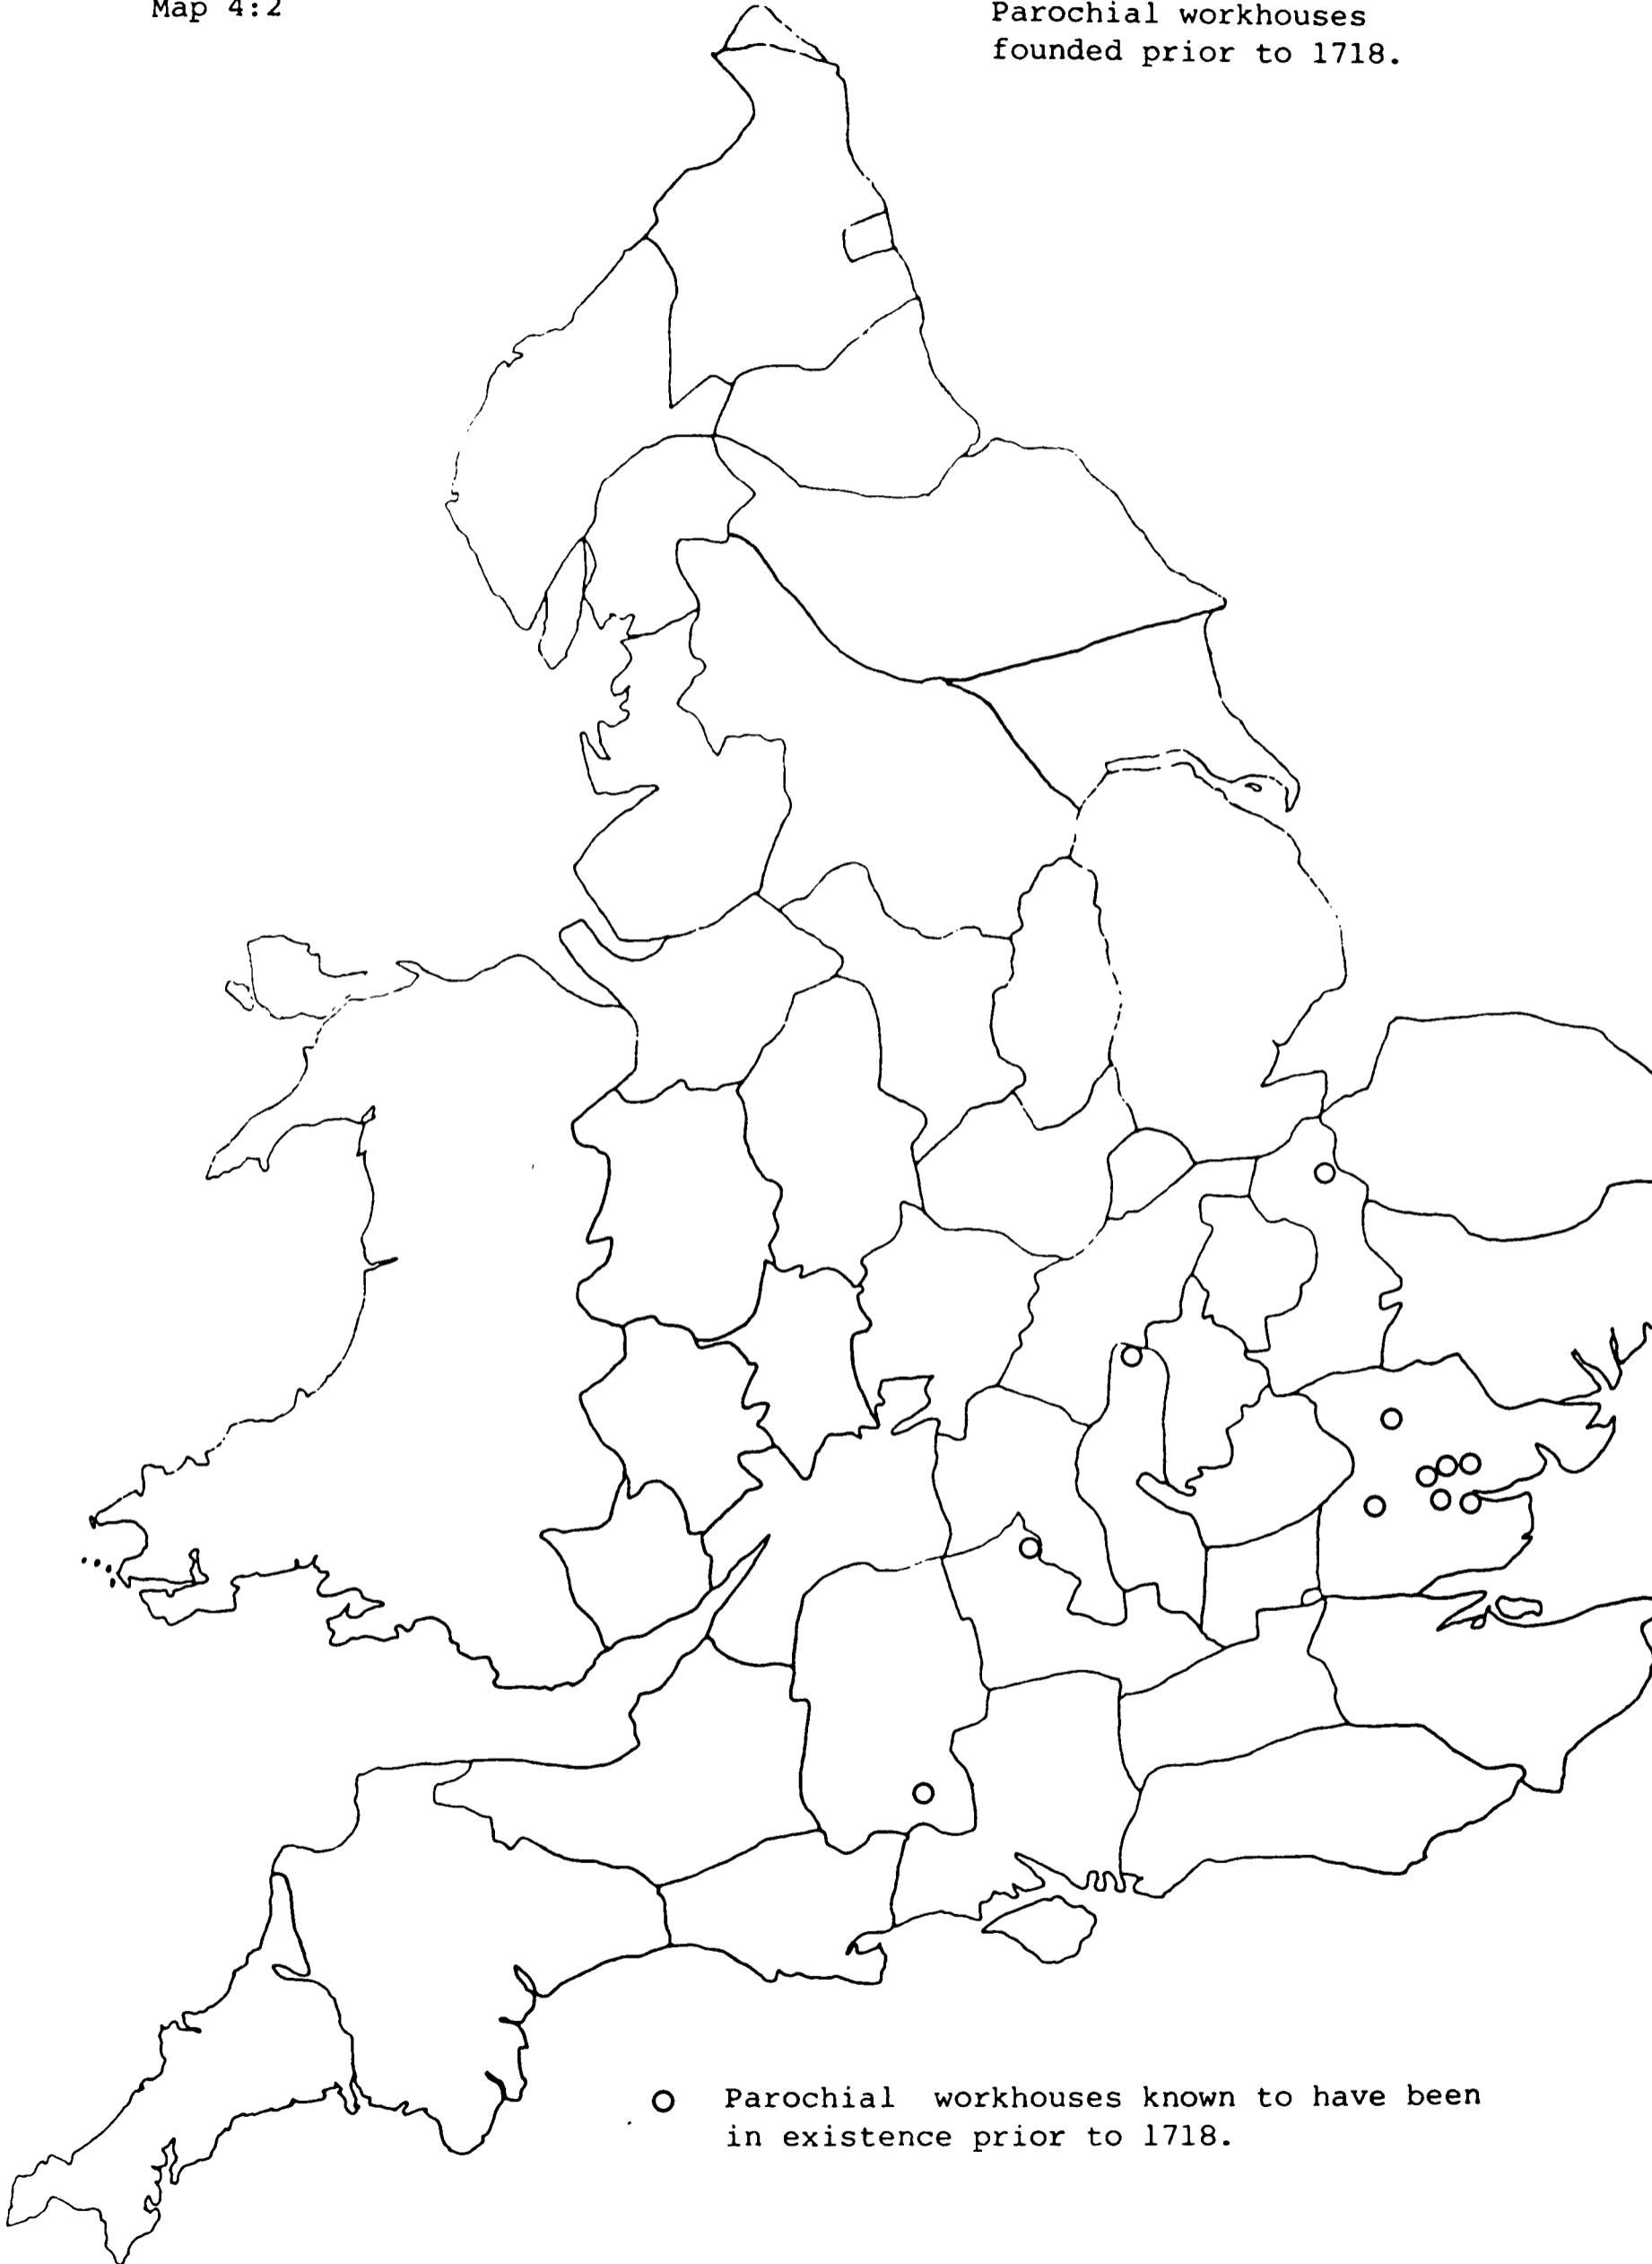 Map 4:2
Parochial workhouses
founded prior to 1718.
Parochial workhouses known to have been
in existence prior to 1718.